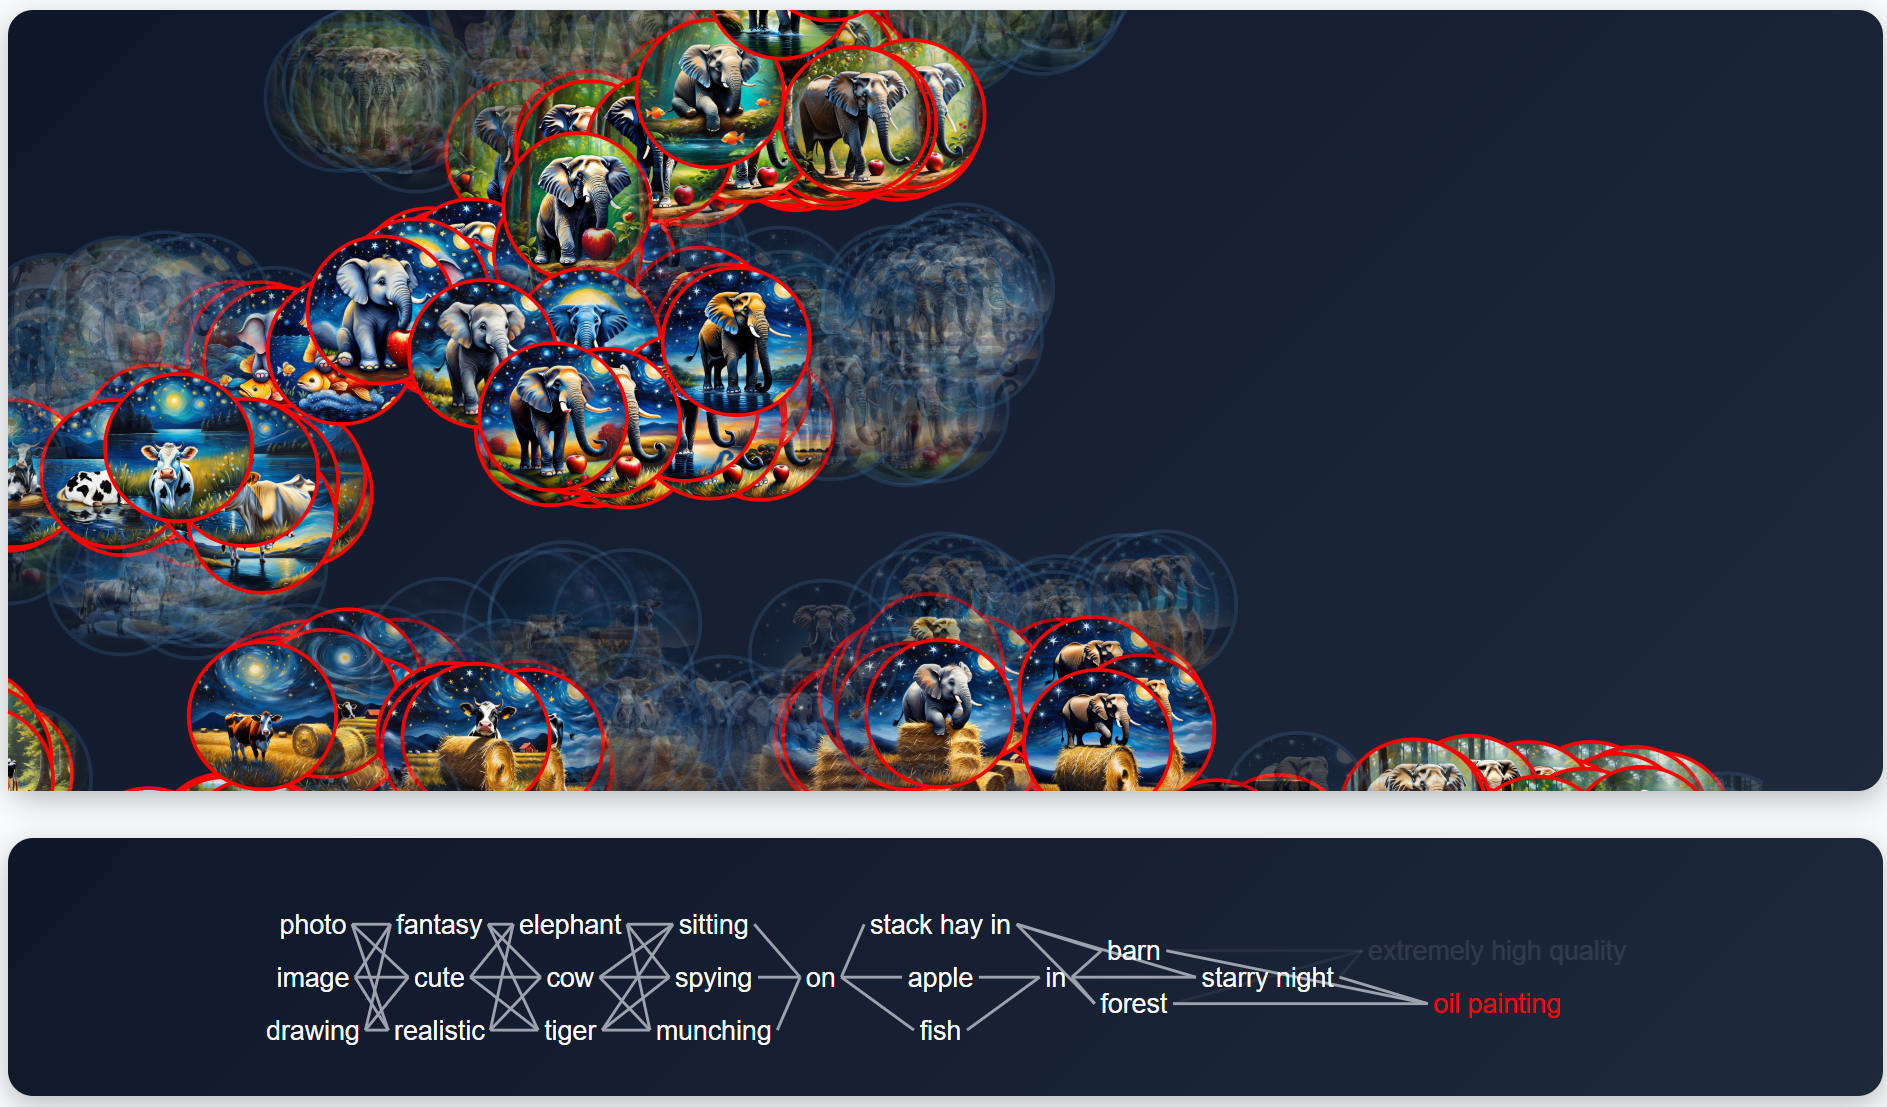 photo fantasy elephant sitting stack hay in
barn extremely high quality
image cute cow spying on apple in starry night
forest oil painting
drawing realistic tiger munching fish